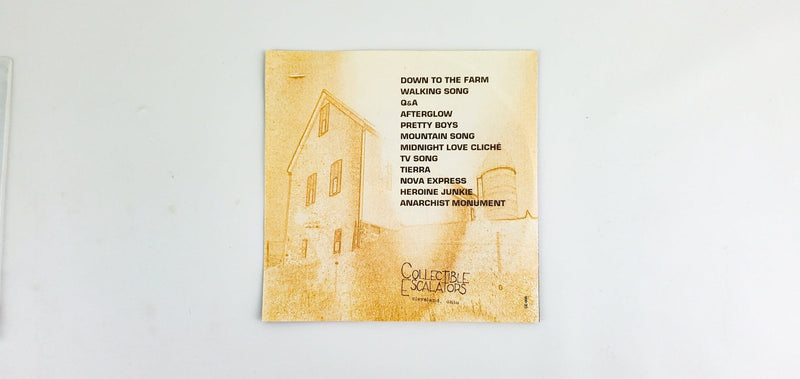 DOWN TO THE FARM
WALKING SONG
Q&A
AFTERGLOW
PRETTY BOYS
MOUNTAIN SONG
MIDNIGHT LOVE CLICHÉ
TV SONG
TIERRA
NOVA EXPRESS
HEROINE JUNKIE
ANARCHIST MONUMENT
COLLECTIBLE
ESCALATORS
cleveland, ohio